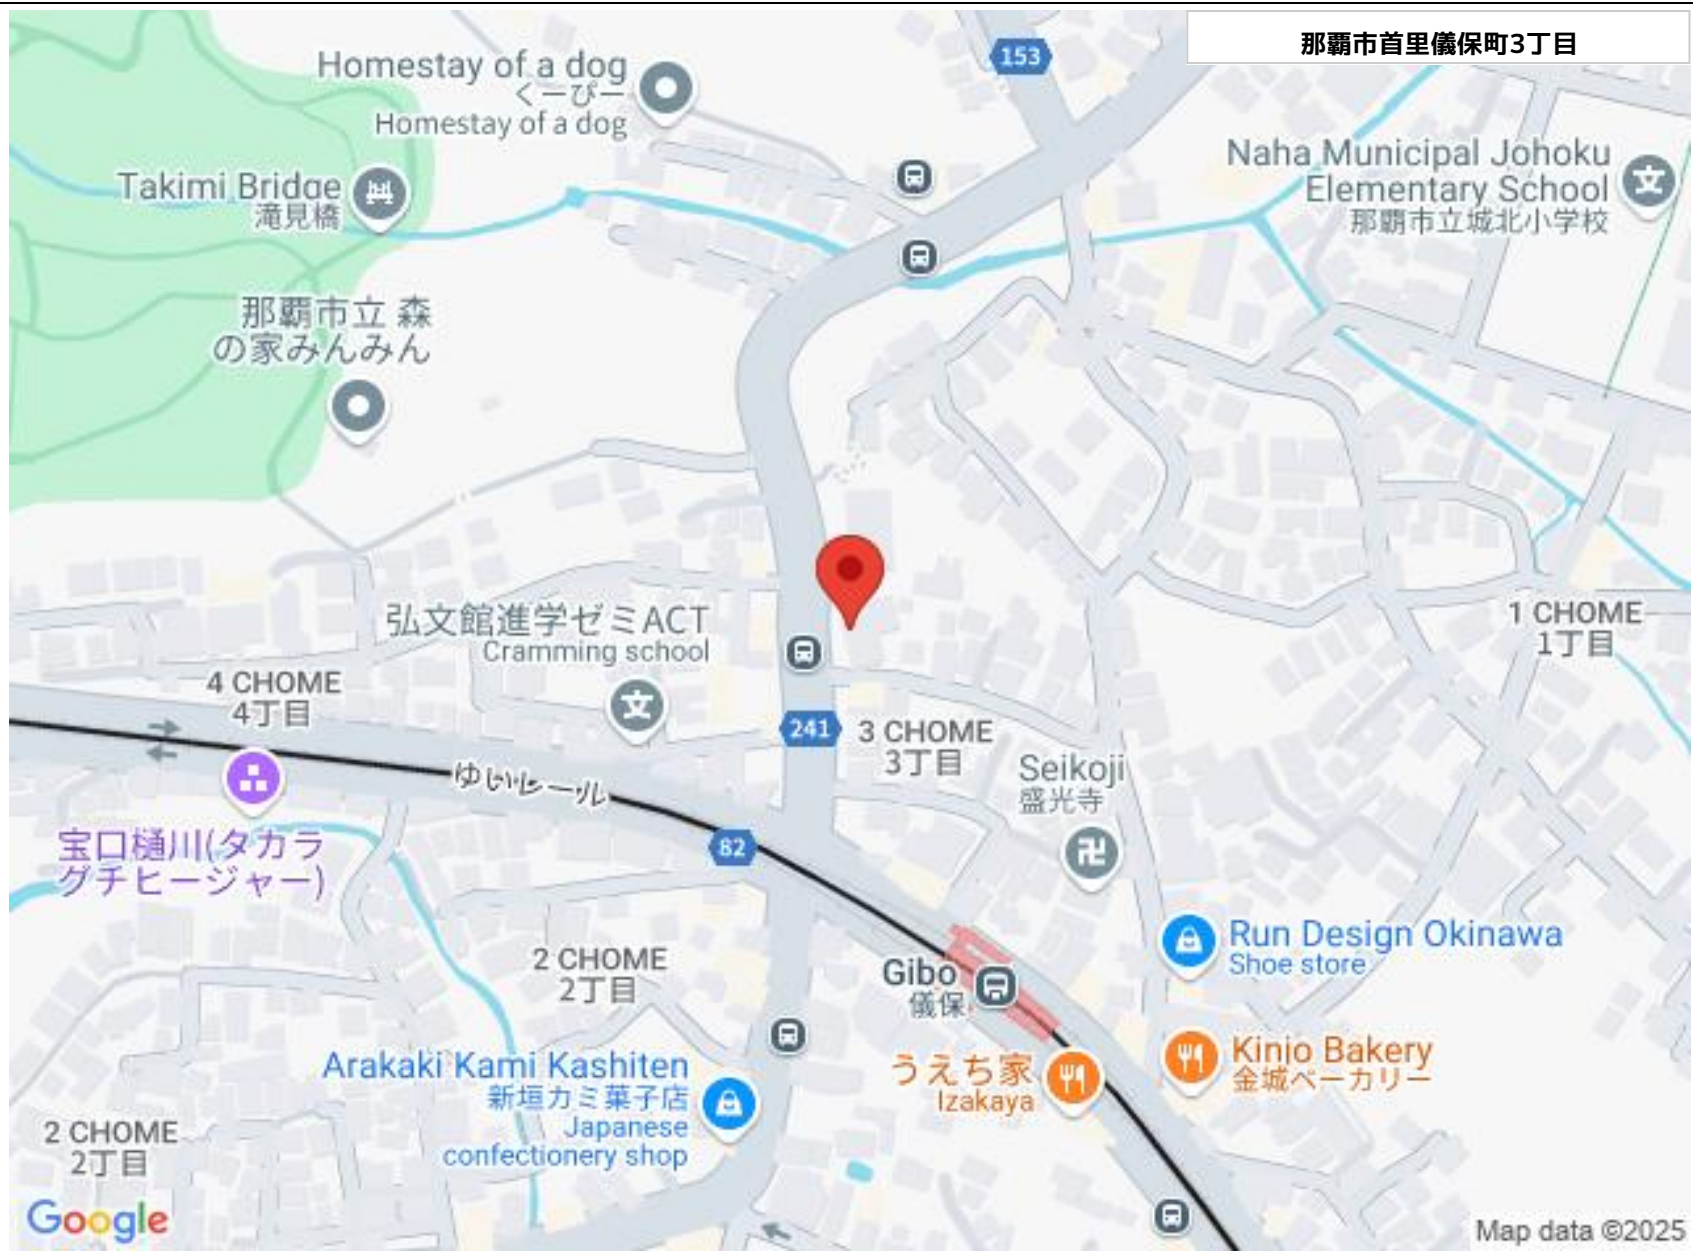 那覇市首里儀保町3丁目
153
Homestay of a dog
くーぴー
Homestay of a dog
Naha Municipal Johoku
Elementary School
那覇市立城北小学校
Takimi Bridge
滝見橋
那覇市立 森
の家みんみん
弘文館進学ゼミACT
Cramming school
1 CHOME
1丁目
4 CHOME
4丁目
241
3 CHOME
3丁目
Seikoji
盛光寺
ゆいレール
82
宝口樋川(タカラ
グチヒージャー)
Run Design Okinawa
Shoe store
2 CHOME
2丁目
Gibo
儀保
Kinjo Bakery
金城ベーカリー
うえち家
Izakaya
Arakaki Kami Kashiten
新垣カミ菓子店
Japanese
confectionery shop
2 CHOME
2丁目
Google
Map data ©2025